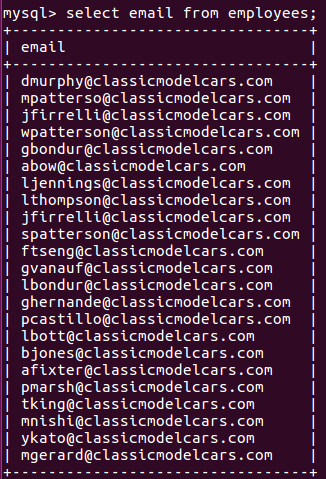 mysql> select email from employees;
+----------------------------------+
| email                            |
+----------------------------------+
| dmurphy@classicmodelcars.com     |
| mpatterso@classicmodelcars.com   |
| jfirrelli@classicmodelcars.com   |
| wpatterson@classicmodelcars.com  |
| gbondur@classicmodelcars.com     |
| abow@classicmodelcars.com        |
| ljennings@classicmodelcars.com   |
| lthompson@classicmodelcars.com   |
| jfirrelli@classicmodelcars.com   |
| spatterson@classicmodelcars.com  |
| ftseng@classicmodelcars.com      |
| gvanauf@classicmodelcars.com     |
| lbondur@classicmodelcars.com     |
| ghernande@classicmodelcars.com   |
| pcastillo@classicmodelcars.com   |
| lbott@classicmodelcars.com       |
| bjones@classicmodelcars.com      |
| afixter@classicmodelcars.com     |
| pmarsh@classicmodelcars.com      |
| tking@classicmodelcars.com       |
| mnishi@classicmodelcars.com      |
| ykato@classicmodelcars.com       |
| mgerard@classicmodelcars.com     |
+----------------------------------+